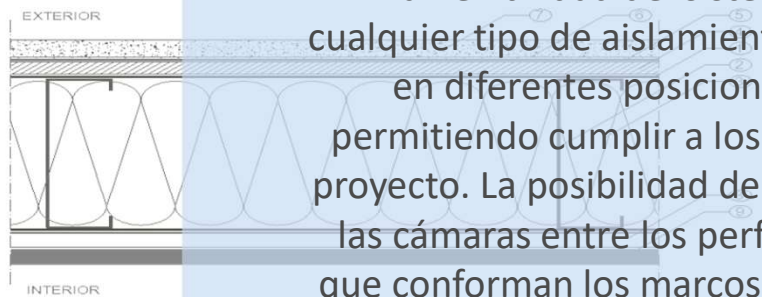 EXTERIOR
cualquier tipo de aislamient
en diferentes posicion
permitiendo cumplir a los
proyecto. La posibilidad de
las cámaras entre los perf
que conforman los marcos
INTERIOR